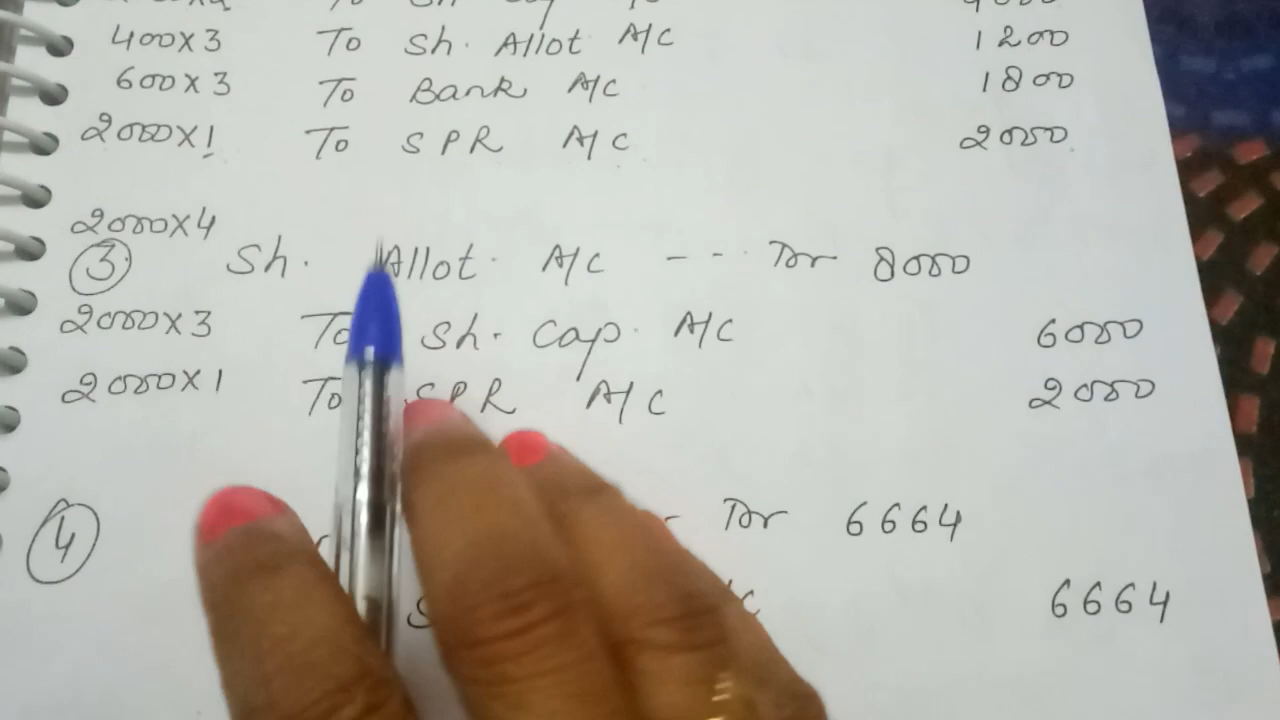 400x3 To Sh. Allot A/C 1200
600x3 To Bank A/C 1800
2000x1 To SPR A/C 2000
2000x4
3 Sh. Allot. A/C --- Dr 8000
2000x3 To Sh. Cap. A/C 6000
2000x1 To SPR A/C 2000
4 Dr 6664
6664